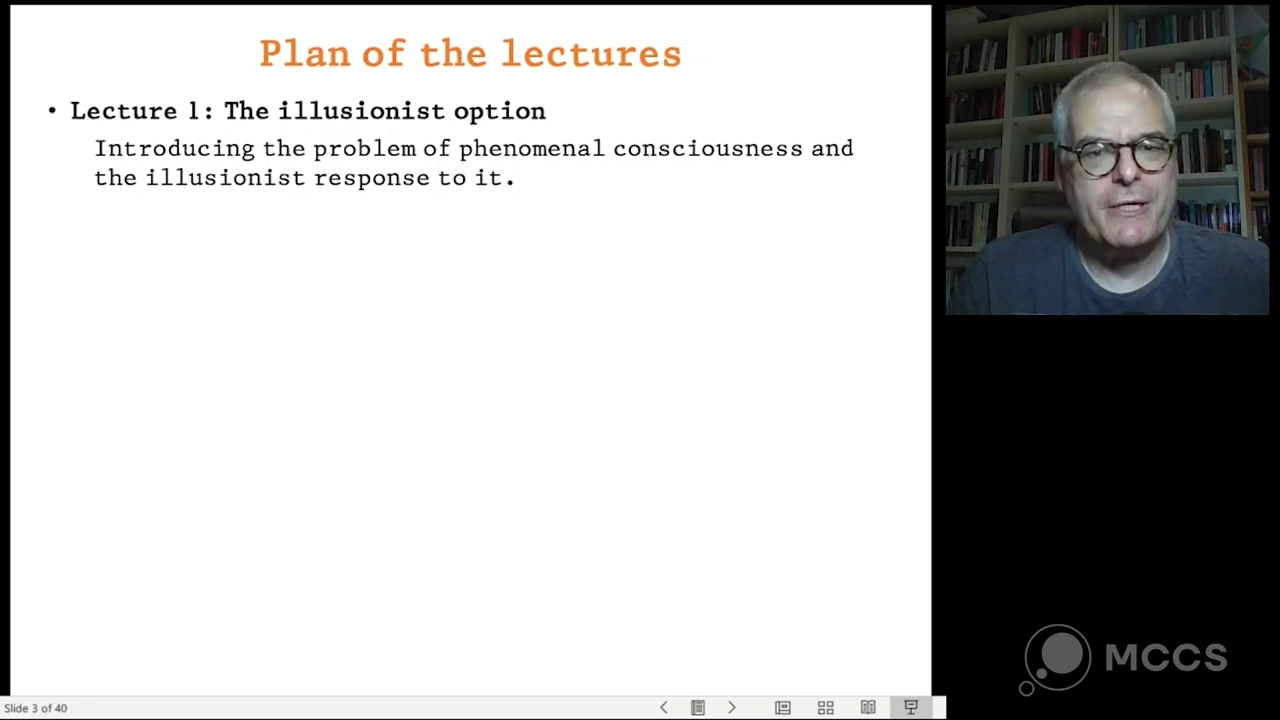 Plan of the lectures
• Lecture 1: The illusionist option
Introducing the problem of phenomenal consciousness and
the illusionist response to it.
MCCS
Slide 3 of 40